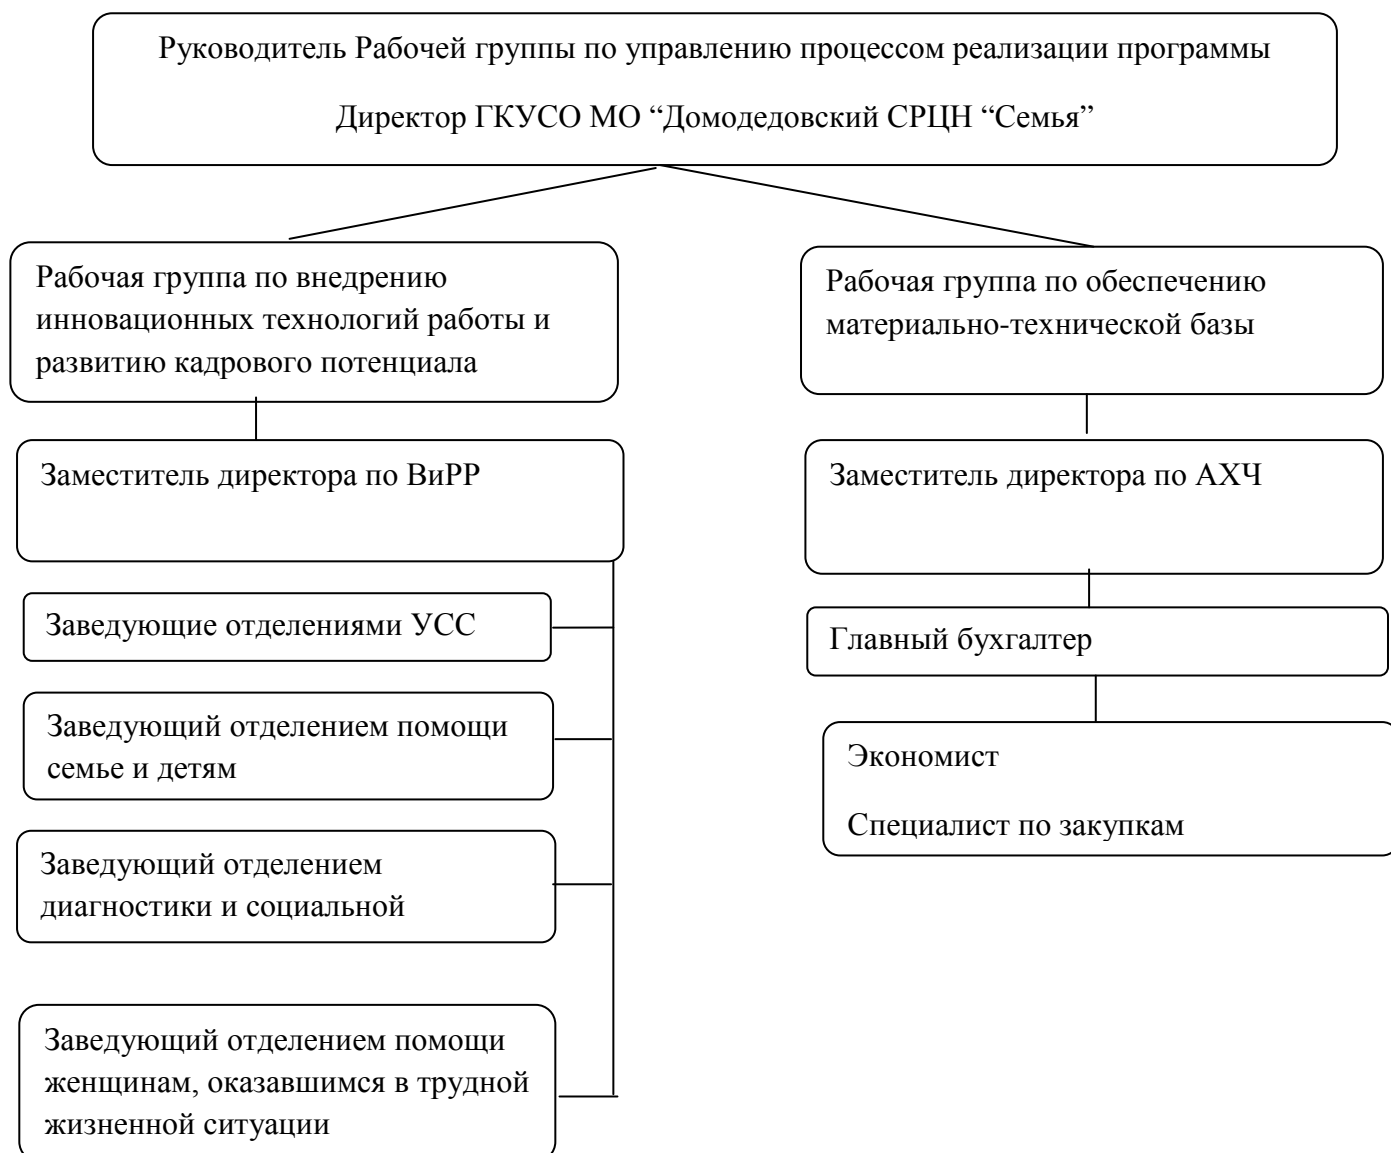 Руководитель Рабочей группы по управлению процессом реализации программы
Директор ГКУСО МО “Домодедовский СРЦН “Семья”
Рабочая группа по внедрению
инновационных технологий работы и
развитию кадрового потенциала
Рабочая группа по обеспечению
материально-технической базы
Заместитель директора по ВиРР
Заместитель директора по АХЧ
Заведующие отделениями УСС
Главный бухгалтер
Заведующий отделением помощи
семье и детям
Экономист
Специалист по закупкам
Заведующий отделением
диагностики и социальной
Заведующий отделением помощи
женщинам, оказавшимся в трудной
жизненной ситуации